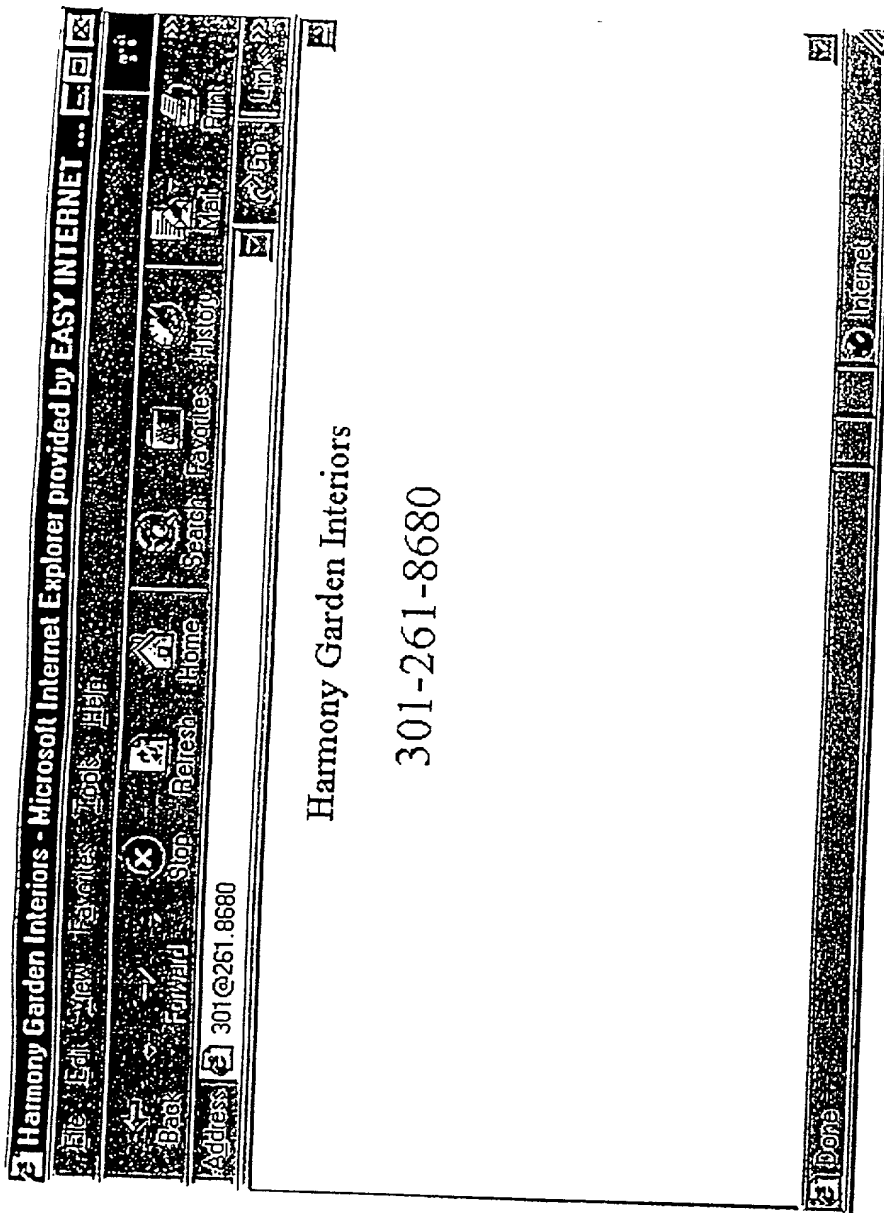 Harmony Garden Interiors - Microsoft Internet Explorer provided by EASY INTERNET ...
File Edit View Favorites Tools Help
Back Forward Stop Refresh Home Search Favorites History Mail Print
Address 301@261.8680 Go Links
Harmony Garden Interiors
301-261-8680
Done Internet